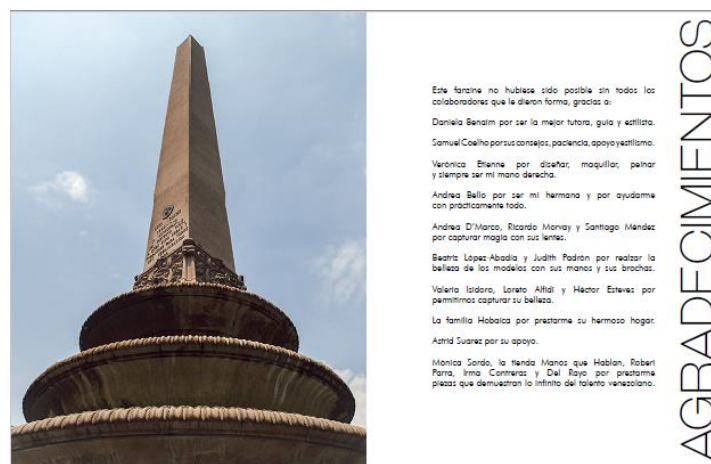 Este fanzine no hubiese sido posible sin todos los
colaboradores que le dieron forma, gracias a:
Daniela Benaim por ser la mejor tutora, guía y estilista.
Samuel Coelho por sus consejos, paciencia, apoyo y estilismo.
Verónica Etienne por diseñar, maquillar, peinar
y siempre ser mi mano derecha.
Andrea Bello por ser mi hermana y por ayudarme
con prácticamente todo.
Andrea D'Marco, Ricardo Morvay y Santiago Méndez
por capturar magia con sus lentes.
Beatriz López-Abadía y Judith Padrón por realzar la
belleza de los modelos con sus manos y sus brochas.
Valeria Isidoro, Loreto Alfidi y Héctor Esteves por
permitirnos capturar su belleza.
La familia Hobaica por prestarme su hermoso hogar.
Astrid Suarez por su apoyo.
Mónica Sordo, la tienda Manos que Hablan, Roberi
Parra, Irma Contreras y Del Rayo por prestarme
piezas que demuestran lo infinito del talento venezolano.
AGRADECIMIENTOS